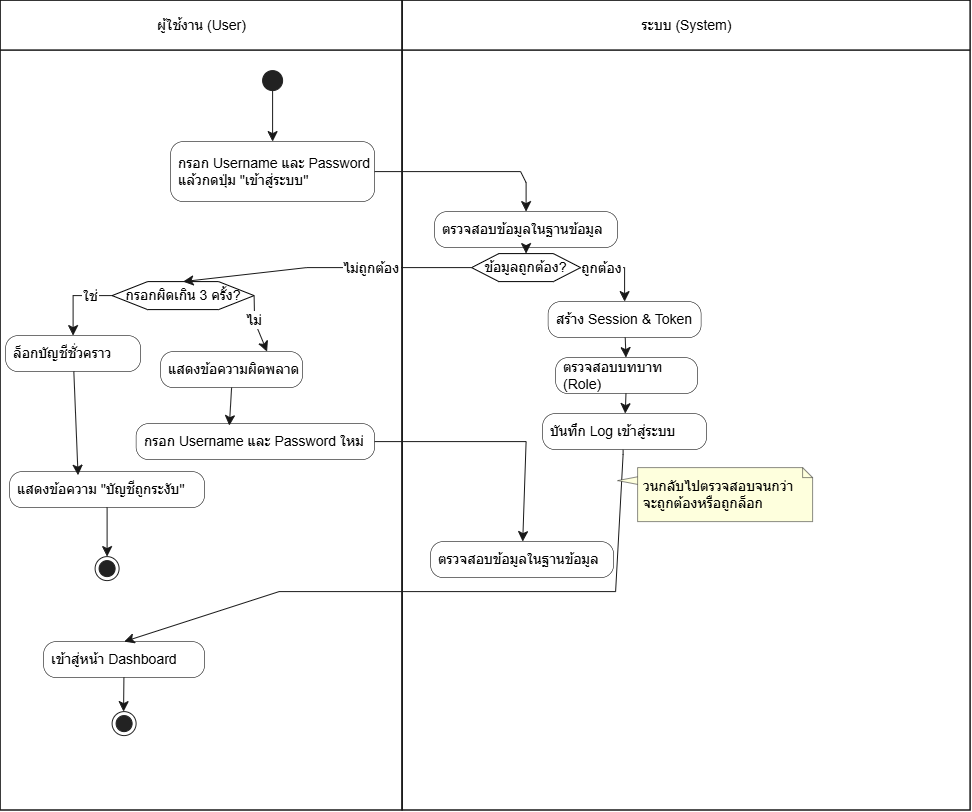 ผู้ใช้งาน (User)
ระบบ (System)
กรอก Username และ Password
แล้วกดปุ่ม "เข้าสู่ระบบ"
ตรวจสอบข้อมูลในฐานข้อมูล
ข้อมูลถูกต้อง?
ไม่ถูกต้อง
ถูกต้อง
กรอกผิดเกิน 3 ครั้ง?
ใช่
ไม่
สร้าง Session & Token
ล็อกบัญชีชั่วคราว
แสดงข้อความผิดพลาด
ตรวจสอบบทบาท
(Role)
บันทึก Log เข้าสู่ระบบ
กรอก Username และ Password ใหม่
แสดงข้อความ "บัญชีถูกระงับ"
วนกลับไปตรวจสอบจนกว่า
จะถูกต้องหรือถูกล็อก
ตรวจสอบข้อมูลในฐานข้อมูล
เข้าสู่หน้า Dashboard